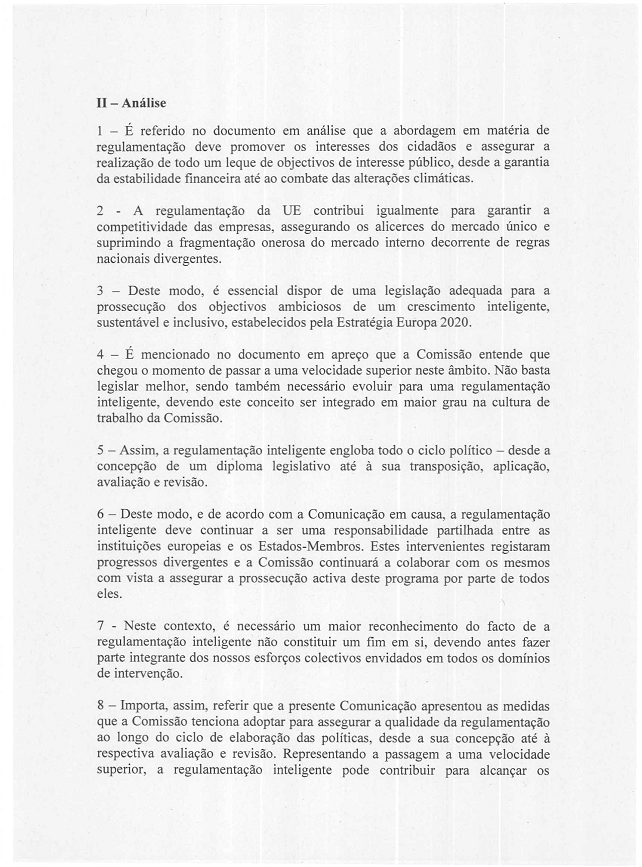 II – Análise
1 – É referido no documento em análise que a abordagem em matéria de
regulamentação deve promover os interesses dos cidadãos e assegurar a
realização de todo um leque de objectivos de interesse público, desde a garantia
da estabilidade financeira até ao combate das alterações climáticas.
2 - A regulamentação da UE contribui igualmente para garantir a
competitividade das empresas, assegurando os alicerces do mercado único e
suprimindo a fragmentação onerosa do mercado interno decorrente de regras
nacionais divergentes.
3 – Deste modo, é essencial dispor de uma legislação adequada para a
prossecução dos objectivos ambiciosos de um crescimento inteligente,
sustentável e inclusivo, estabelecidos pela Estratégia Europa 2020.
4 – É mencionado no documento em apreço que a Comissão entende que
chegou o momento de passar a uma velocidade superior neste âmbito. Não basta
legislar melhor, sendo também necessário evoluir para uma regulamentação
inteligente, devendo este conceito ser integrado em maior grau na cultura de
trabalho da Comissão.
5 – Assim, a regulamentação inteligente engloba todo o ciclo político – desde a
concepção de um diploma legislativo até à sua transposição, aplicação,
avaliação e revisão.
6 – Deste modo, e de acordo com a Comunicação em causa, a regulamentação
inteligente deve continuar a ser uma responsabilidade partilhada entre as
instituições europeias e os Estados-Membros. Estes intervenientes registaram
progressos divergentes e a Comissão continuará a colaborar com os mesmos
com vista a assegurar a prossecução activa deste programa por parte de todos
eles.
7 - Neste contexto, é necessário um maior reconhecimento do facto de a
regulamentação inteligente não constituir um fim em si, devendo antes fazer
parte integrante dos nossos esforços colectivos envidados em todos os domínios
de intervenção.
8 – Importa, assim, referir que a presente Comunicação apresentou as medidas
que a Comissão tenciona adoptar para assegurar a qualidade da regulamentação
ao longo do ciclo de elaboração das políticas, desde a sua concepção até à
respectiva avaliação e revisão. Representando a passagem a uma velocidade
superior, a regulamentação inteligente pode contribuir para alcançar os